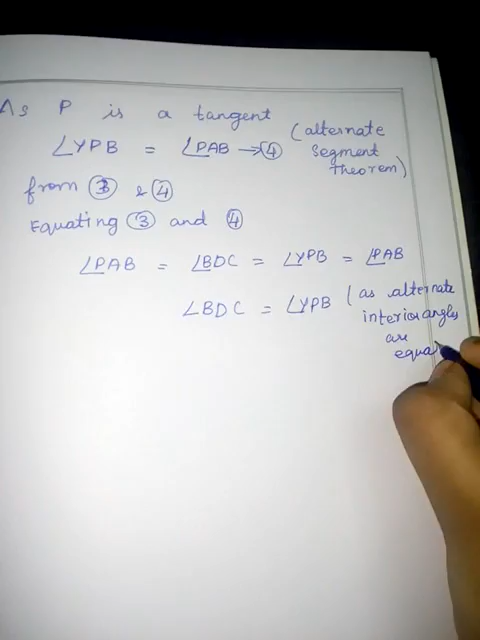 As P is a tangent
∠YPB = ∠PAB → ④ (alternate segment theorem)
from ③ & ④
Equating ③ and ④
∠PAB = ∠BDC = ∠YPB = ∠PAB
∠BDC = ∠YPB (as alternate
interior angles
are
equa